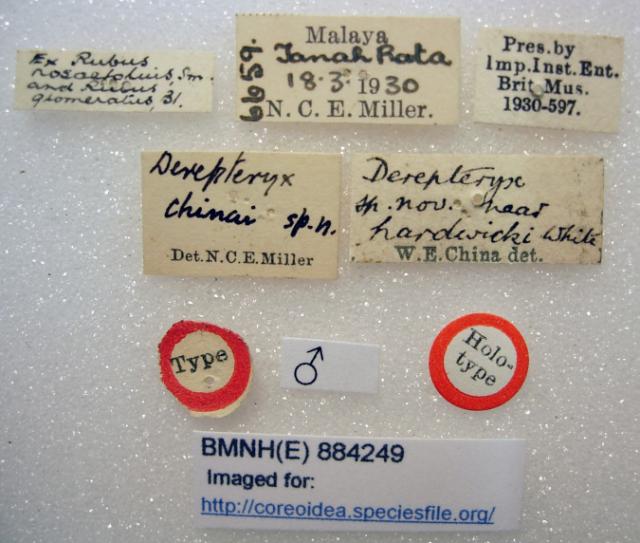 Ex Rubus
rosaefolius, Sm.
and Rubus
glomeratus, Bl.
6659.
Malaya
Tanah Rata
18.3.1930
N. C. E. Miller.
Pres. by
Imp. Inst. Ent.
Brit. Mus.
1930-597.
Derepteryx
chinai sp.n.
Det. N. C. E. Miller
Derepteryx
sp. nov. near
hardwicki White
W. E. China det.
Type
♂
Holo-
type
BMNH(E) 884249
Imaged for:
http://coreoidea.speciesfile.org/